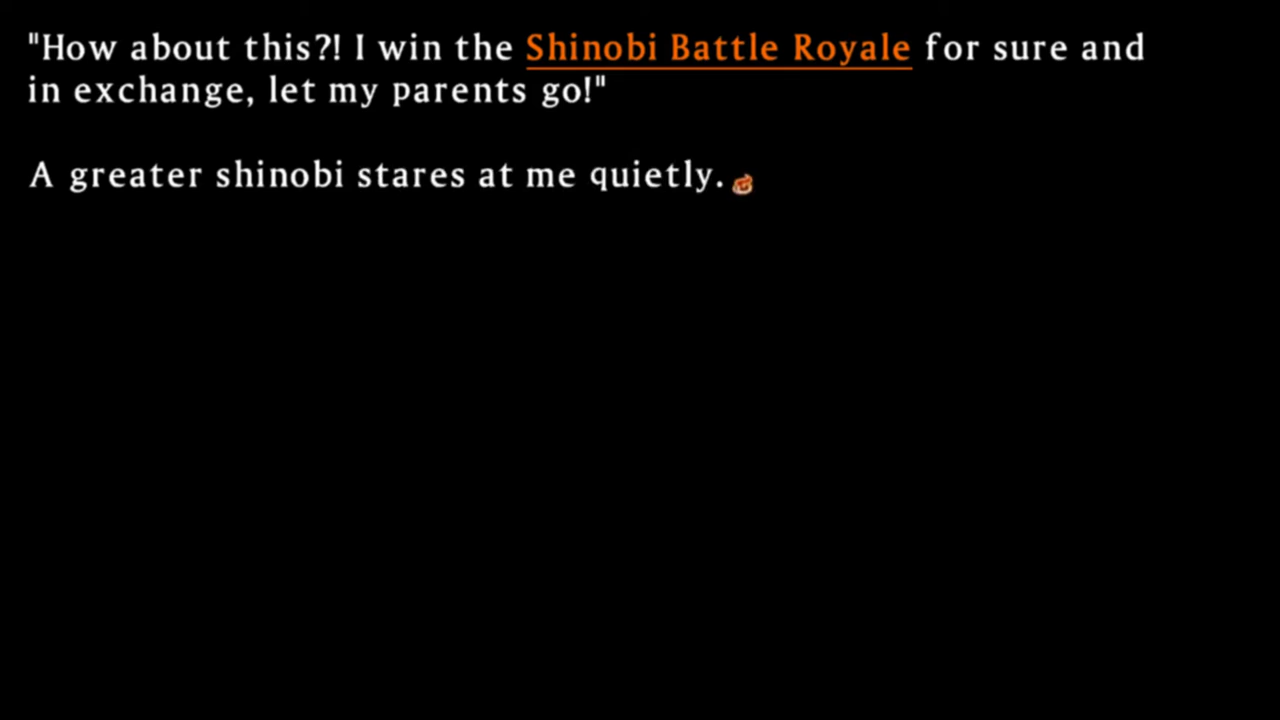 "How about this?! I win the Shinobi Battle Royale for sure and
in exchange, let my parents go!"
A greater shinobi stares at me quietly.